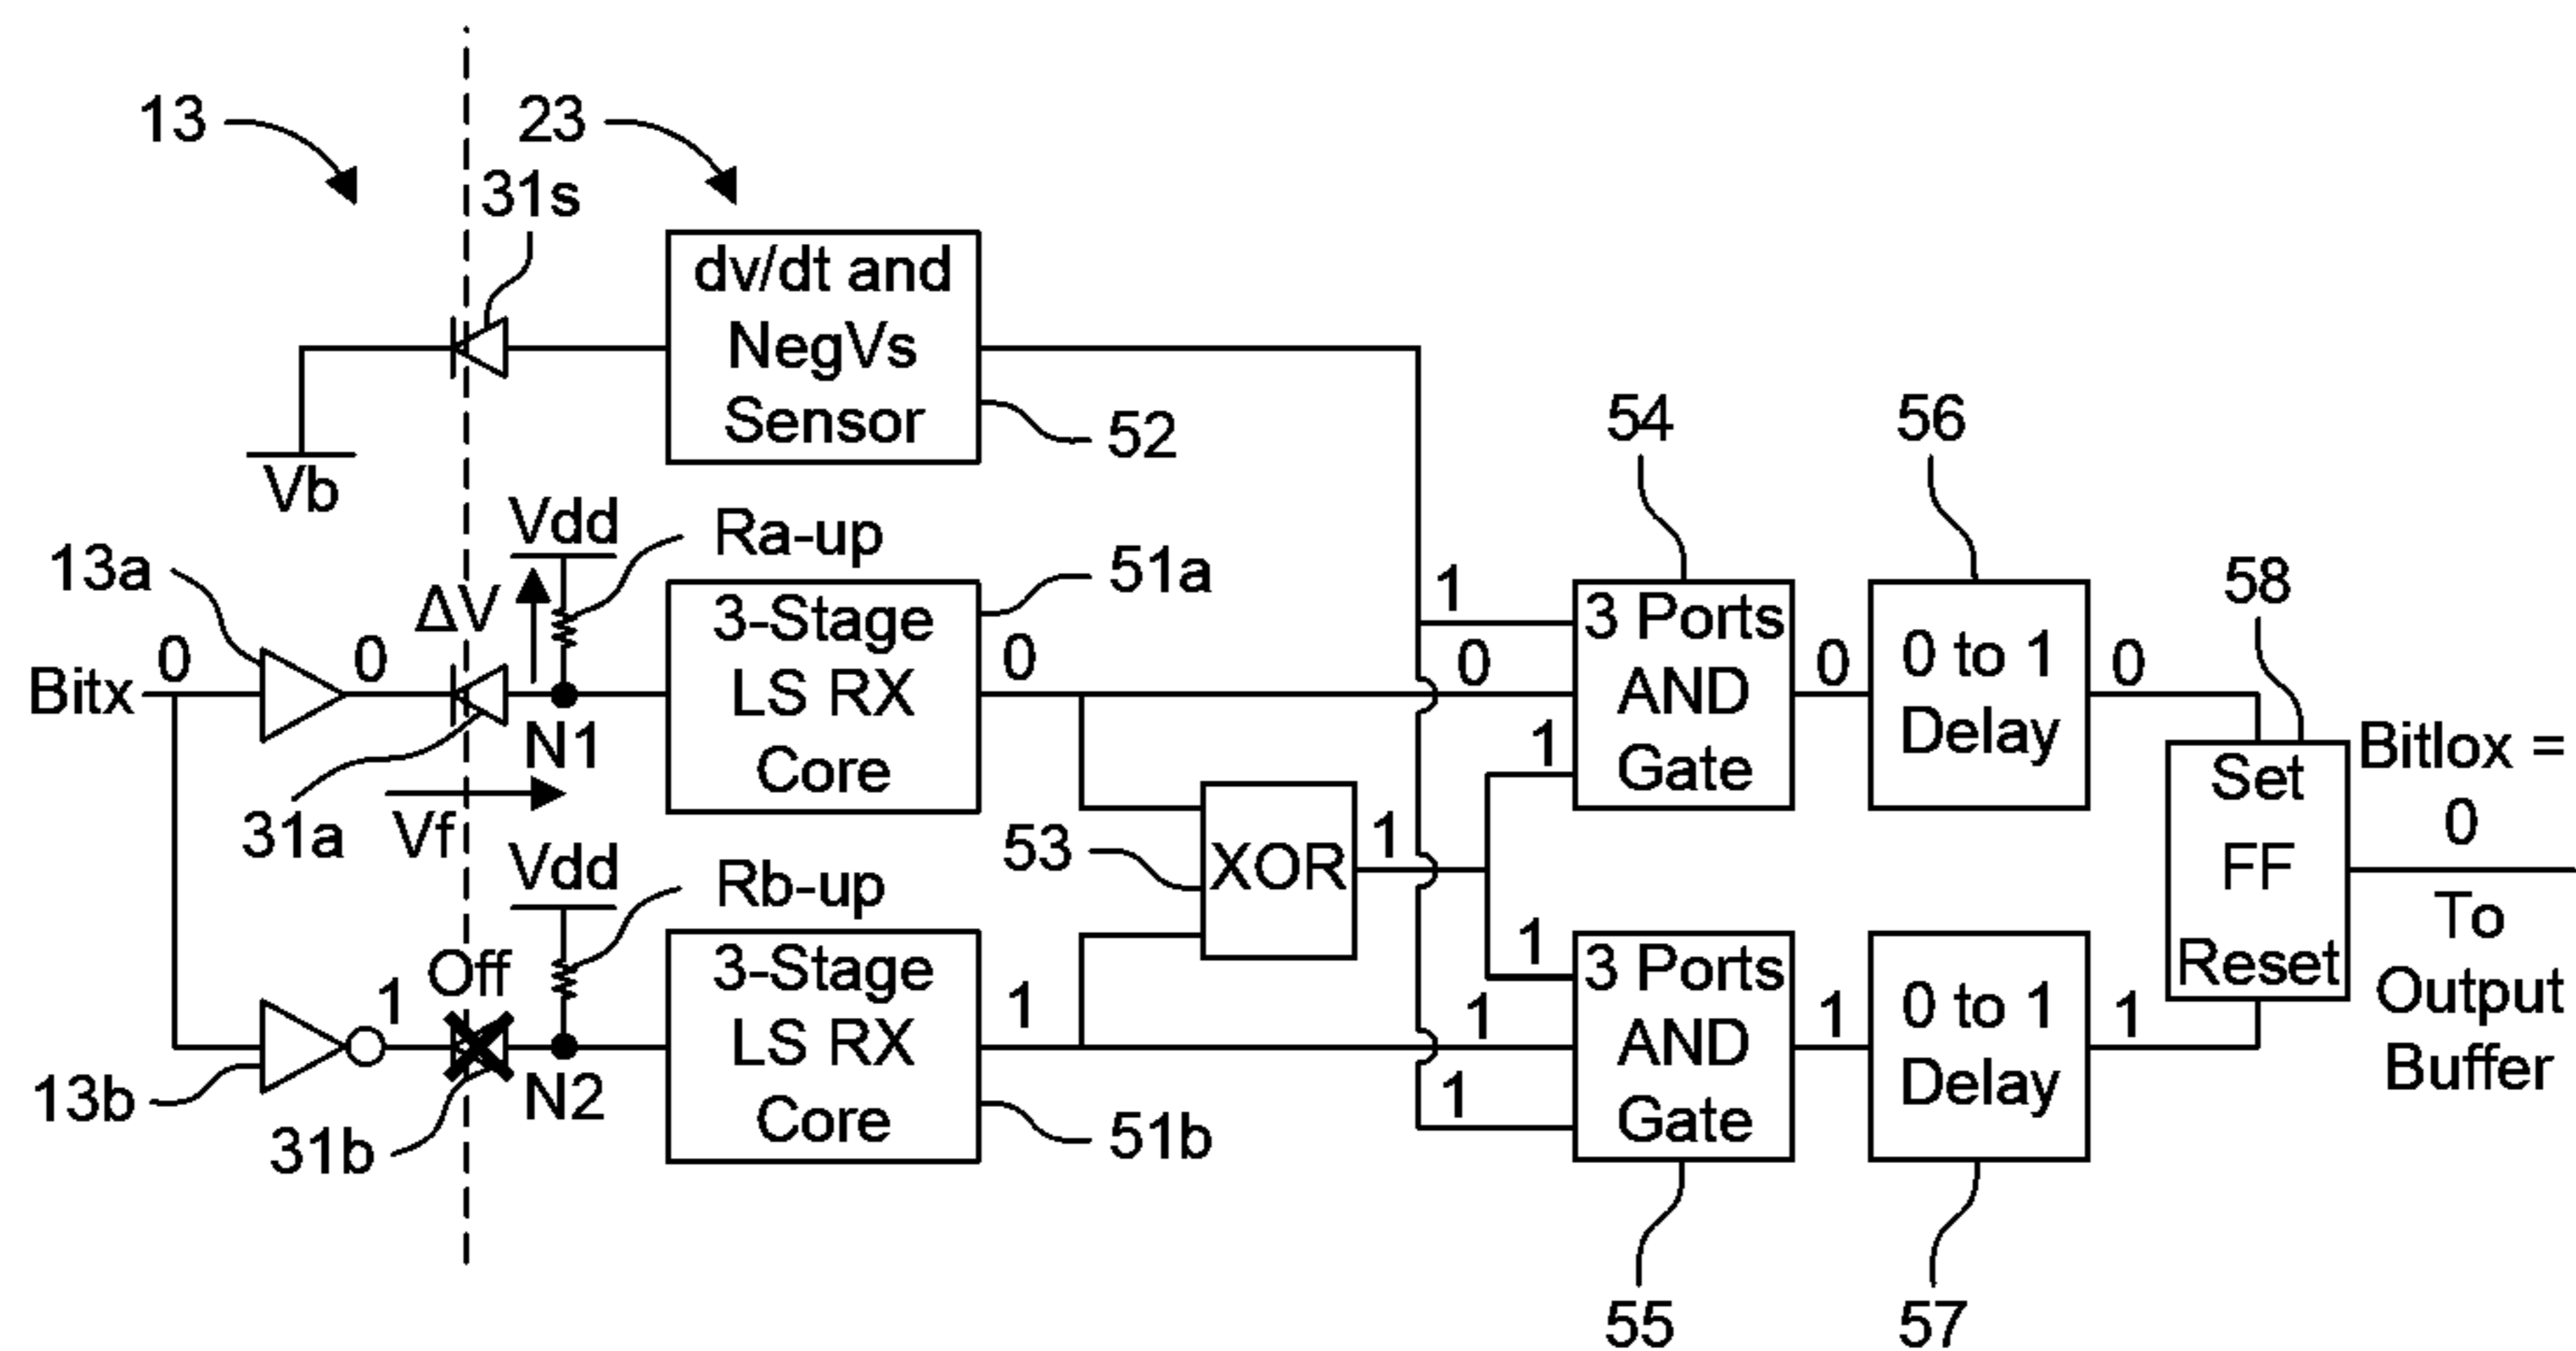 13
23
31s
dv/dt and
NegVs
Sensor
52
Vb
Vdd
Ra-up
13a
ΔV
51a
54
56
58
Bitx
0
0
N1
3-Stage
LS RX
Core
0
1
0
1
3 Ports
AND
Gate
0
0 to 1
Delay
0
Set
FF
Reset
Bitlox =
0
To
Output
Buffer
31a
Vf
Vdd
Rb-up
53
XOR
1
Off
1
13b
31b
N2
3-Stage
LS RX
Core
1
51b
1
1
1
3 Ports
AND
Gate
1
0 to 1
Delay
1
55
57